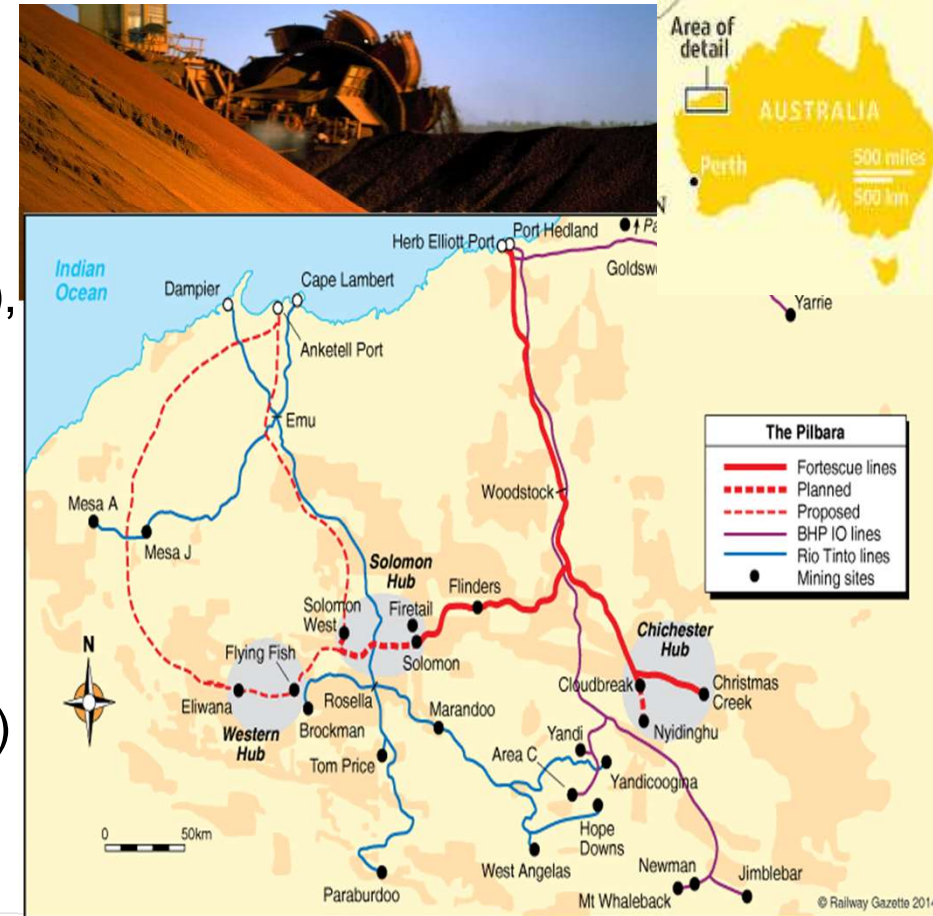 Area of
detail
AUSTRALIA
Perth
500 miles
500 km
),
)
Indian
Ocean
Herb Elliott Port
Port Hedland
Goldsw
Dampier
Cape Lambert
Yarrie
Anketell Port
Emu
The Pilbara
Fortescue lines
Planned
Proposed
BHP IO lines
Rio Tinto lines
Mining sites
Woodstock
Mesa A
Mesa J
Solomon
Hub
Flinders
Solomon
West
Firetail
Solomon
Chichester
Hub
N
Flying Fish
Cloudbreak
Christmas
Creek
Eliwana
Rosella
Nyidinghu
Western
Hub
Brockman
Marandoo
Yandi
Tom Price
Area C
Yandicoogina
0 50km
Hope
Downs
West Angelas
Newman
Jimblebar
Paraburdoo
Mt Whaleback